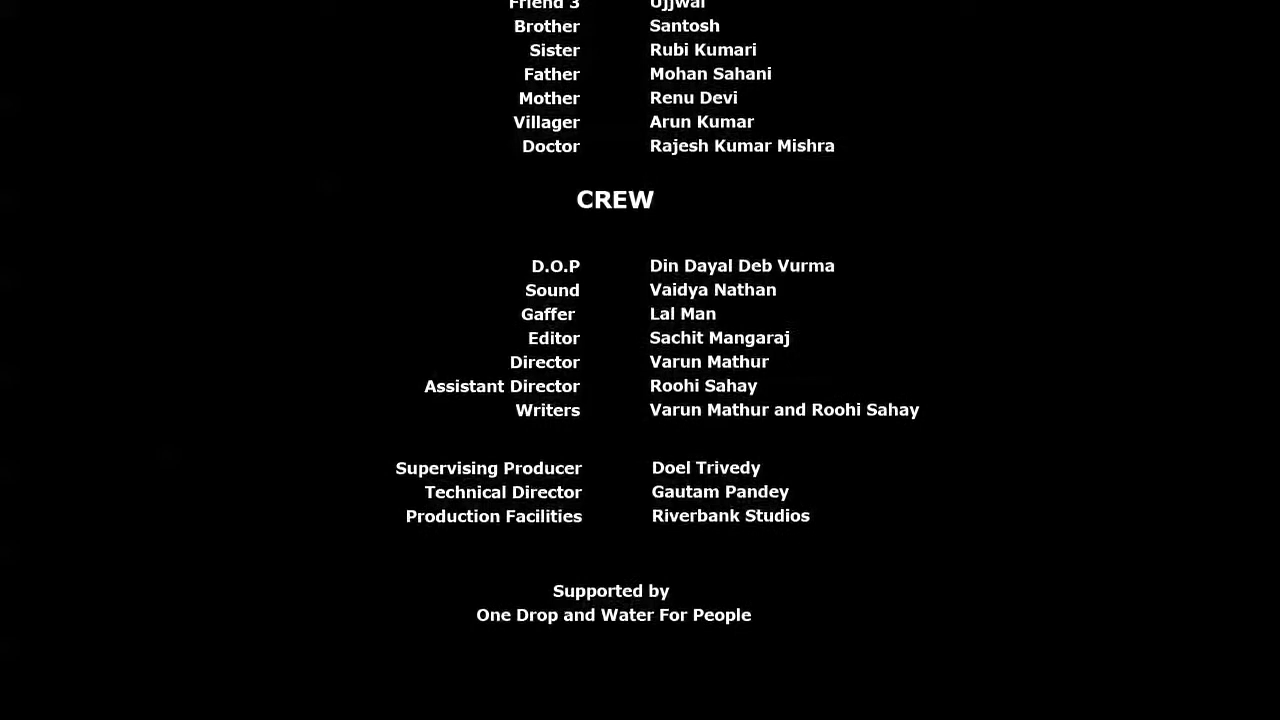 Friend 3 Ujjwal
Brother Santosh
Sister Rubi Kumari
Father Mohan Sahani
Mother Renu Devi
Villager Arun Kumar
Doctor Rajesh Kumar Mishra
CREW
D.O.P Din Dayal Deb Vurma
Sound Vaidya Nathan
Gaffer Lal Man
Editor Sachit Mangaraj
Director Varun Mathur
Assistant Director Roohi Sahay
Writers Varun Mathur and Roohi Sahay
Supervising Producer Doel Trivedy
Technical Director Gautam Pandey
Production Facilities Riverbank Studios
Supported by
One Drop and Water For People